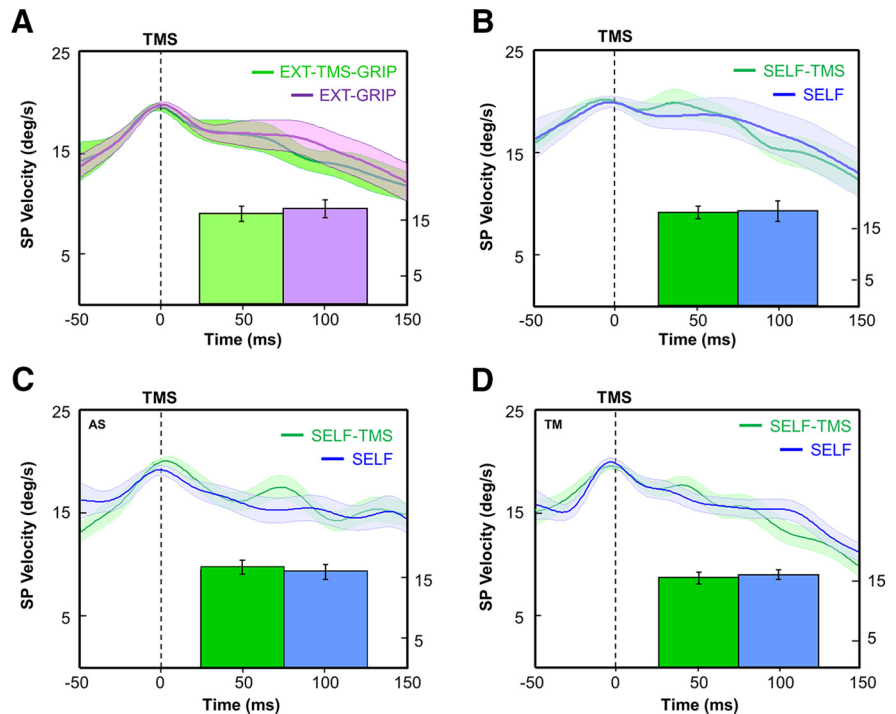 A
TMS
25
15
5
SP Velocity (deg/s)
EXT-TMS-GRIP
EXT-GRIP
15
5
-50 0 50 100 150
Time (ms)
B
TMS
25
15
5
SP Velocity (deg/s)
SELF-TMS
SELF
15
5
-50 0 50 100 150
Time (ms)
C
TMS
25
15
5
SP Velocity (deg/s)
AS
SELF-TMS
SELF
15
5
-50 0 50 100 150
Time (ms)
D
TMS
25
15
5
SP Velocity (deg/s)
TM
SELF-TMS
SELF
15
5
-50 0 50 100 150
Time (ms)